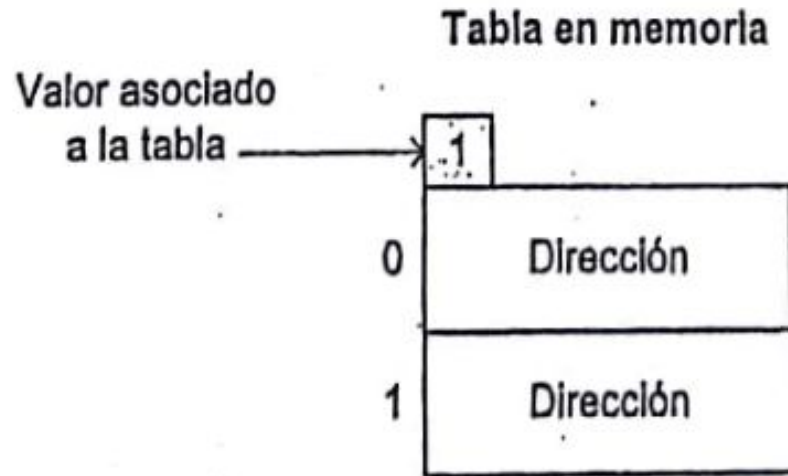 Tabla en memoria
Valor asociado
a la tabla
1
0 Dirección
1 Dirección